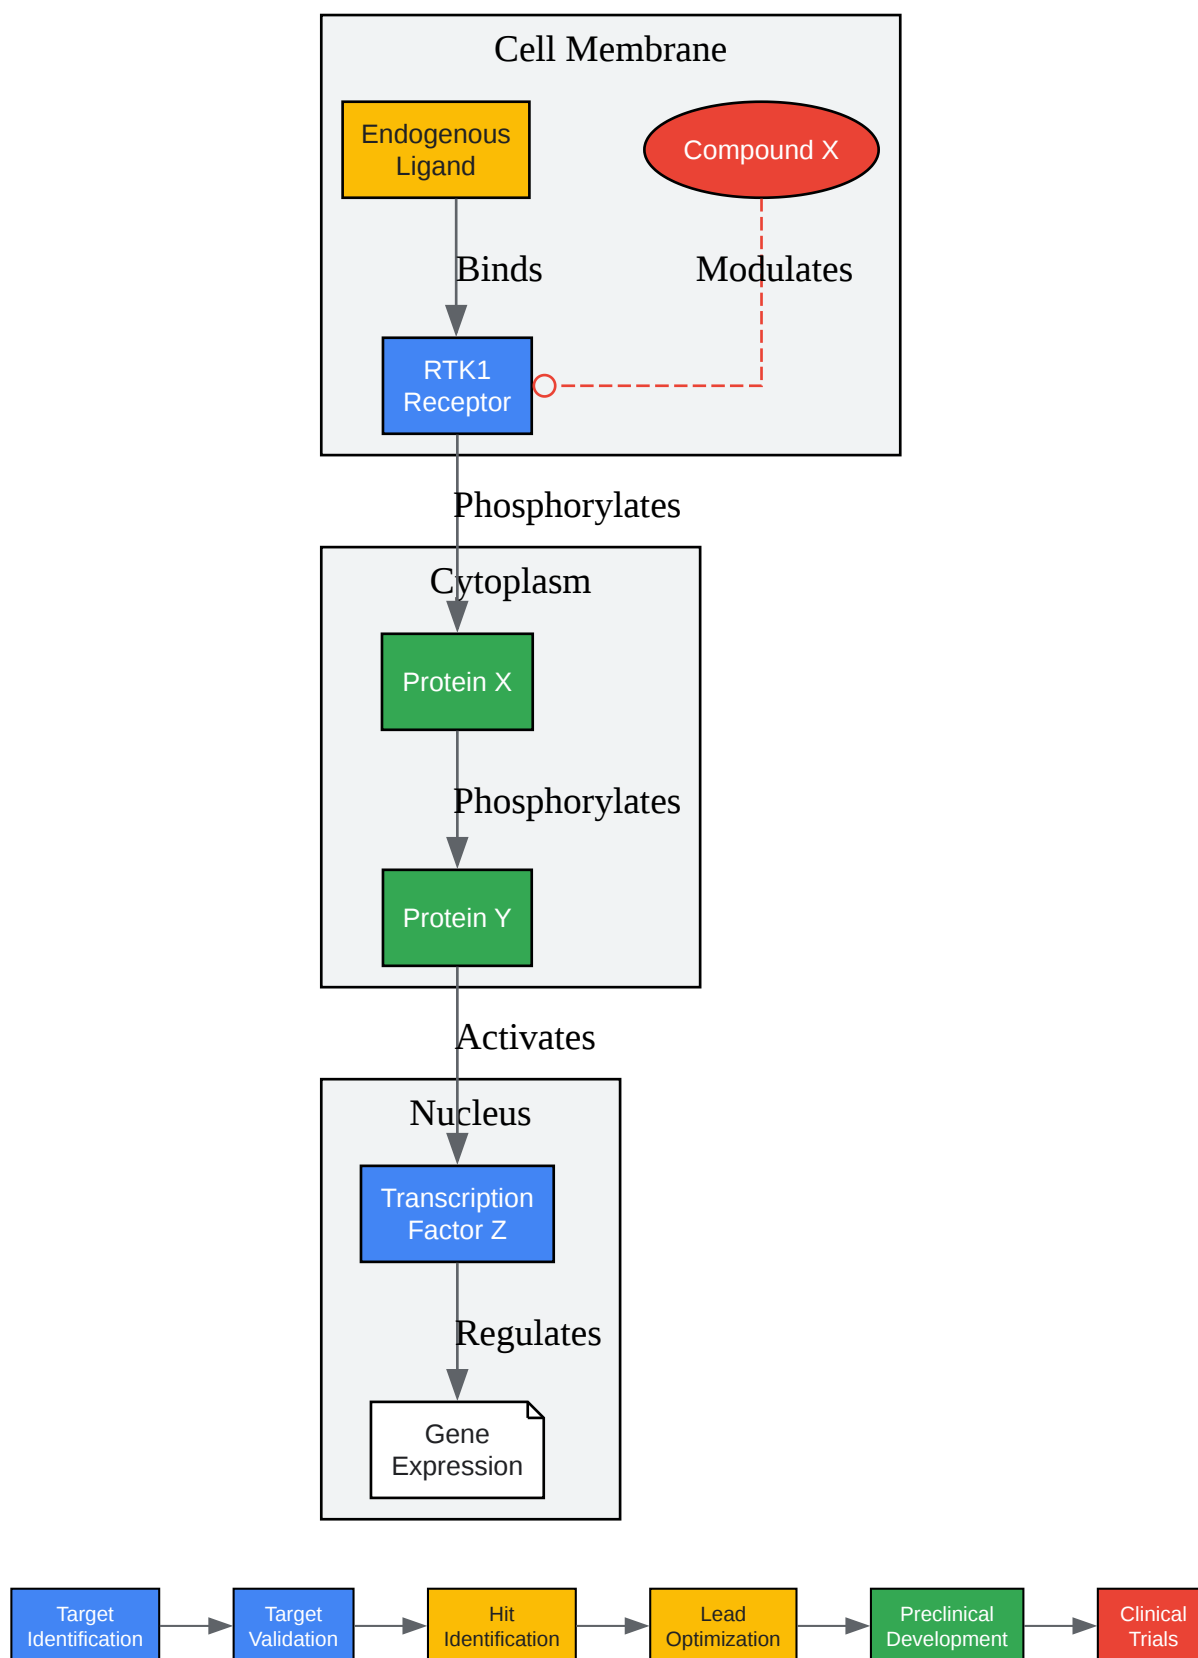 Cell Membrane
Endogenous
Ligand
Compound X
Binds
Modulates
RTK1
Receptor
Phosphorylates
Cytoplasm
Protein X
Phosphorylates
Protein Y
Activates
Nucleus
Transcription
Factor Z
Regulates
Gene
Expression
Target
Identification
Target
Validation
Hit
Identification
Lead
Optimization
Preclinical
Development
Clinical
Trials